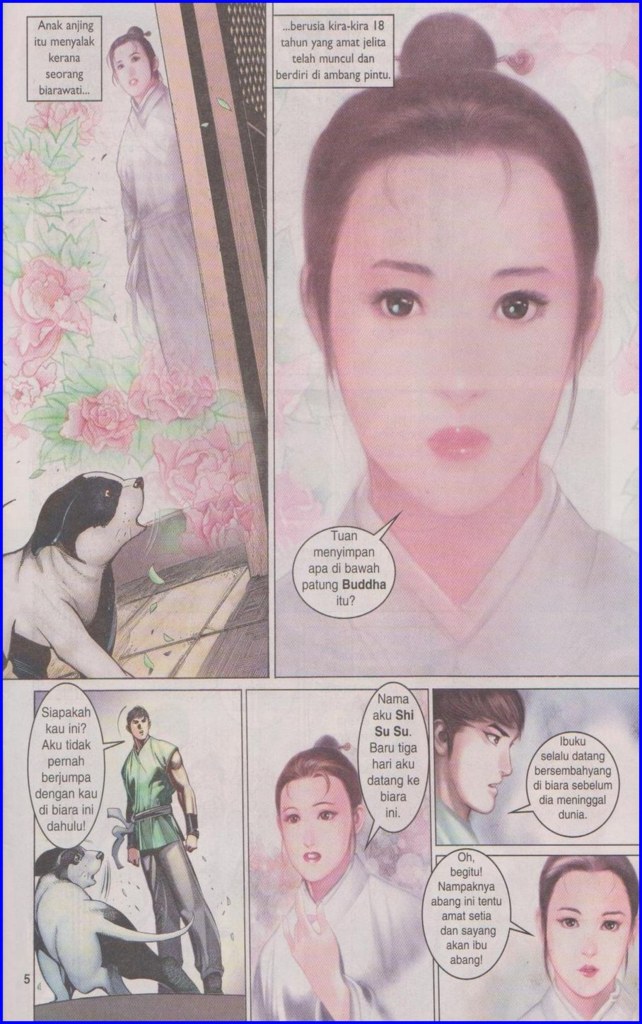 Anak anjing
itu menyalak
kerana
seorang
biarawati...
...berusia kira-kira 18
tahun yang amat jelita
telah muncul dan
berdiri di ambang pintu.
Tuan
menyimpan
apa di bawah
patung Buddha
itu?
Siapakah
kau ini?
Aku tidak
pernah
berjumpa
dengan kau
di biara ini
dahulu!
Nama
aku Shi
Su Su.
Baru tiga
hari aku
datang ke
biara
ini.
Ibuku
selalu datang
bersembahyang
di biara sebelum
dia meninggal
dunia.
Oh,
begitu!
Nampaknya
abang ini tentu
amat setia
dan sayang
akan ibu
abang!
5